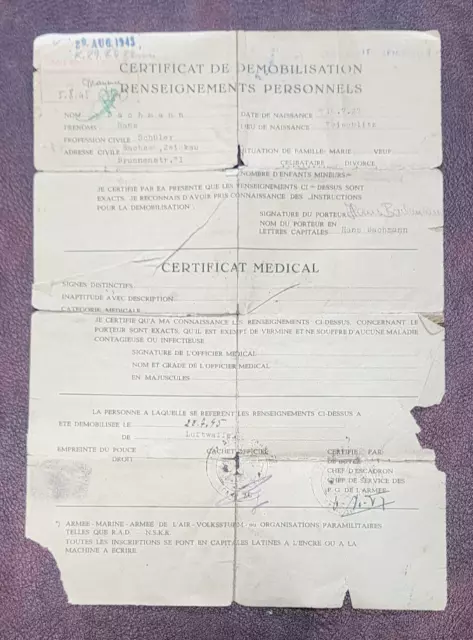 AUG. 1945
CERTIFICAT DE DEMOBILISATION
RENSEIGNEMENTS PERSONNELS
NOM Bachmann DATE DE NAISSANCE
PRENOMS Hans LIEU DE NAISSANCE
PROFESSION CIVILE Schüler
ADRESSE CIVILE SITUATION DE FAMILLE: MARIE VEUF
Brunnenstr, 71 CELIBATAIRE DIVORCE
NOMBRE D'ENFANTS MINEURS
JE CERTIFIE PAR LA PRESENTE QUE LES RENSEIGNEMENTS CI-DESSUS SONT
EXACTS. JE RECONNAIS D'AVOIR PRIS CONNAISSANCE DES INSTRUCTIONS
POUR LA DEMOBILISATION
SIGNATURE DU PORTEUR
NOM DU PORTEUR EN
LETTRES CAPITALES Hans Bachmann
CERTIFICAT MEDICAL
SIGNES DISTINCTIFS
INAPTITUDE AVEC DESCRIPTION
CATEGORIE MEDICALE
JE CERTIFIE QU'A MA CONNAISSANCE LES RENSEIGNEMENTS CI-DESSUS, CONCERNANT LE
PORTEUR SONT EXACTS, QU'IL EST EXEMPT DE VERMINE ET NE SOUFFRE D'AUCUNE MALADIE
CONTAGIEUSE OU INFECTIEUSE
SIGNATURE DE L'OFFICIER MEDICAL
NOM ET GRADE DE L'OFFICIER MEDICAL
EN MAJUSCULES
LA PERSONNE A LAQUELLE SE REFERENT LES RENSEIGNEMENTS CI-DESSUS A
ETE DEMOBILISEE LE
DE Luftwaffe
EMPREINTE DU POUCE CACHET OFFICIEL CERTIFIE PAR
DROIT
CHEF D'ESCADRON
CHEF DE SERVICE DES
P. G. DE L'ARMEE
*) ARMEE - MARINE - ARMEE DE L'AIR - VOLKSSTURM - ou ORGANISATIONS PARAMILITAIRES
TELLES QUE R.A.D. N.S.K.K.
TOUTES LES INSCRIPTIONS SE FONT EN CAPITALES LATINES A L'ENCRE OU A LA
MACHINE A ECRIRE